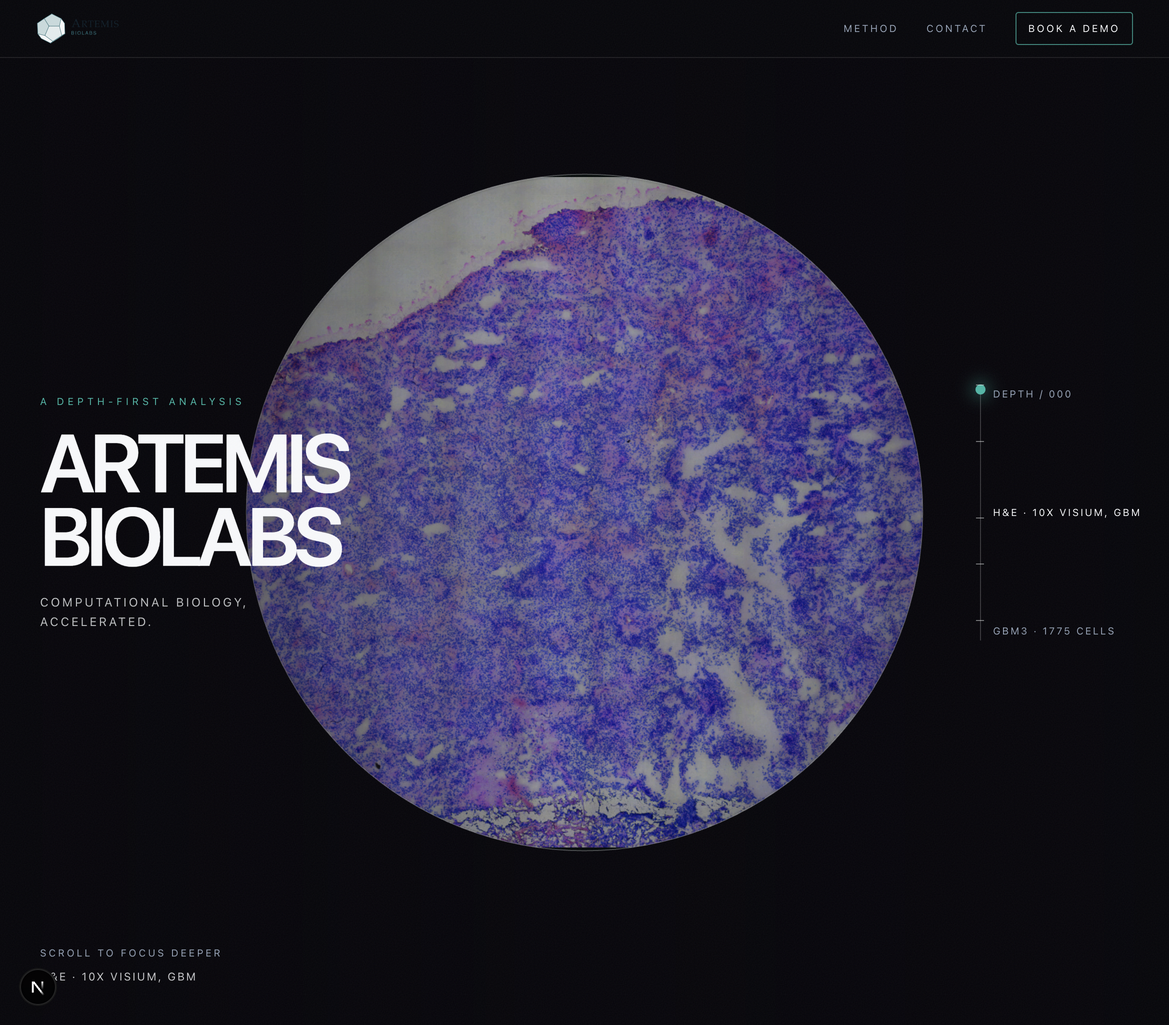 ARTEMIS
BIOLABS
METHOD
CONTACT
BOOK A DEMO
A DEPTH-FIRST ANALYSIS
ARTEMIS
BIOLABS
COMPUTATIONAL BIOLOGY,
ACCELERATED.
DEPTH / 000
H&E · 10X VISIUM, GBM
GBM3 · 1775 CELLS
SCROLL TO FOCUS DEEPER
&E · 10X VISIUM, GBM
N